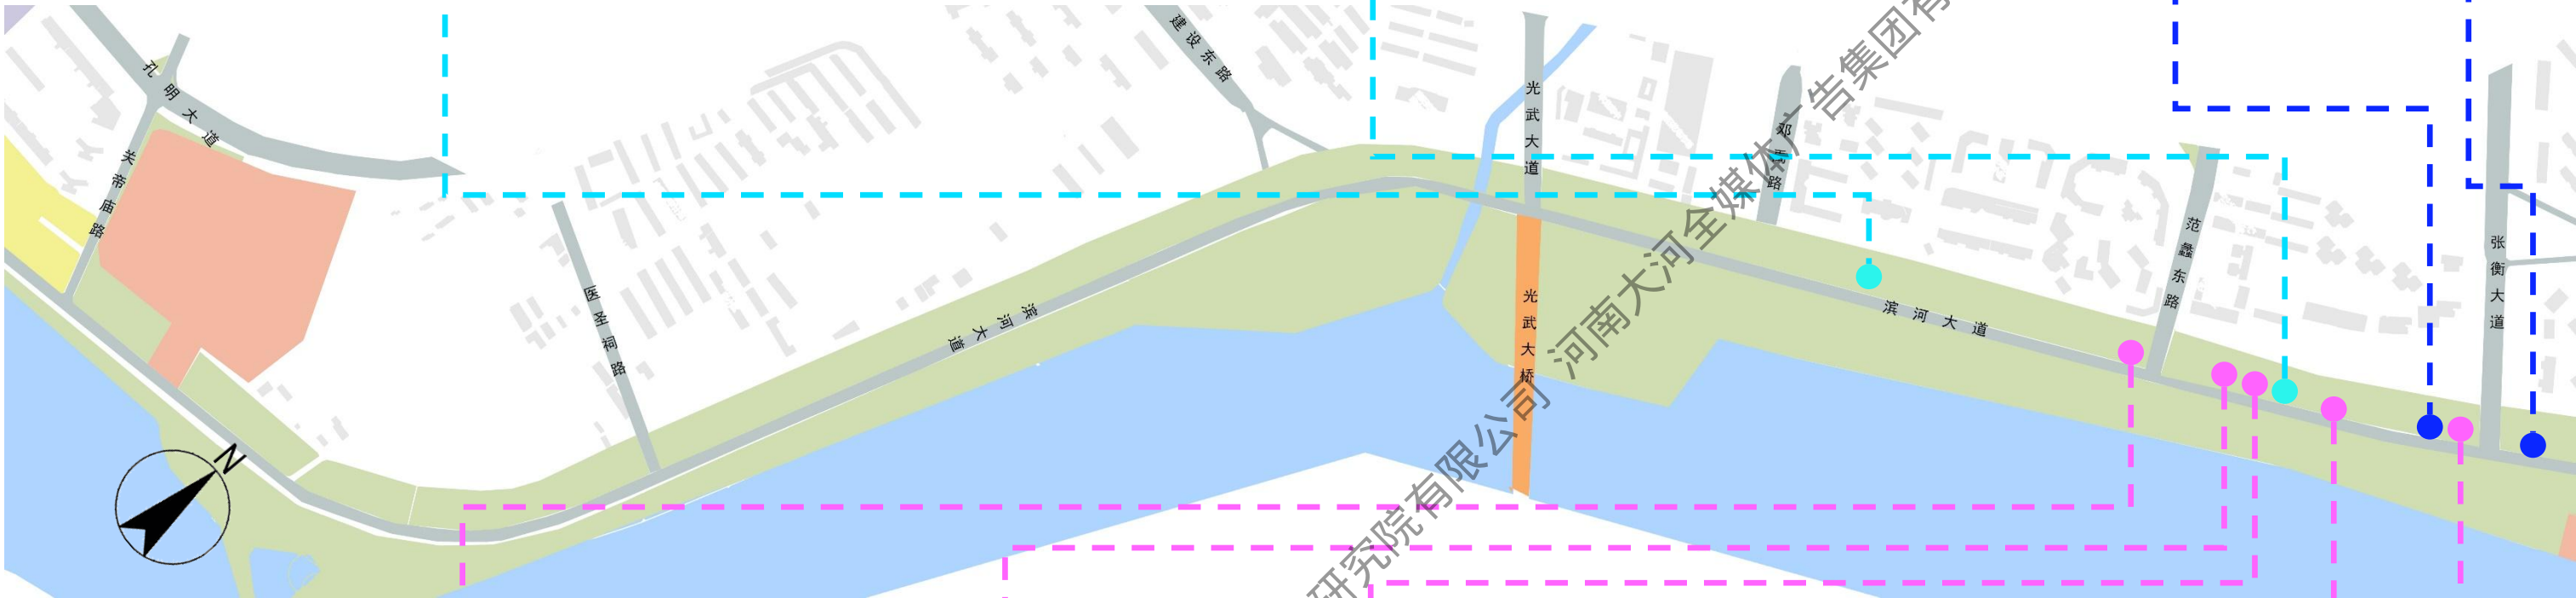 孔明大道
关帝庙路
医圣祠路
滨河大道
建设东路
光武大道
光武大桥
邓禹路
滨河大道
范蠡东路
张衡大道
N
研究院有限公司 河南大河全媒体广告集团有